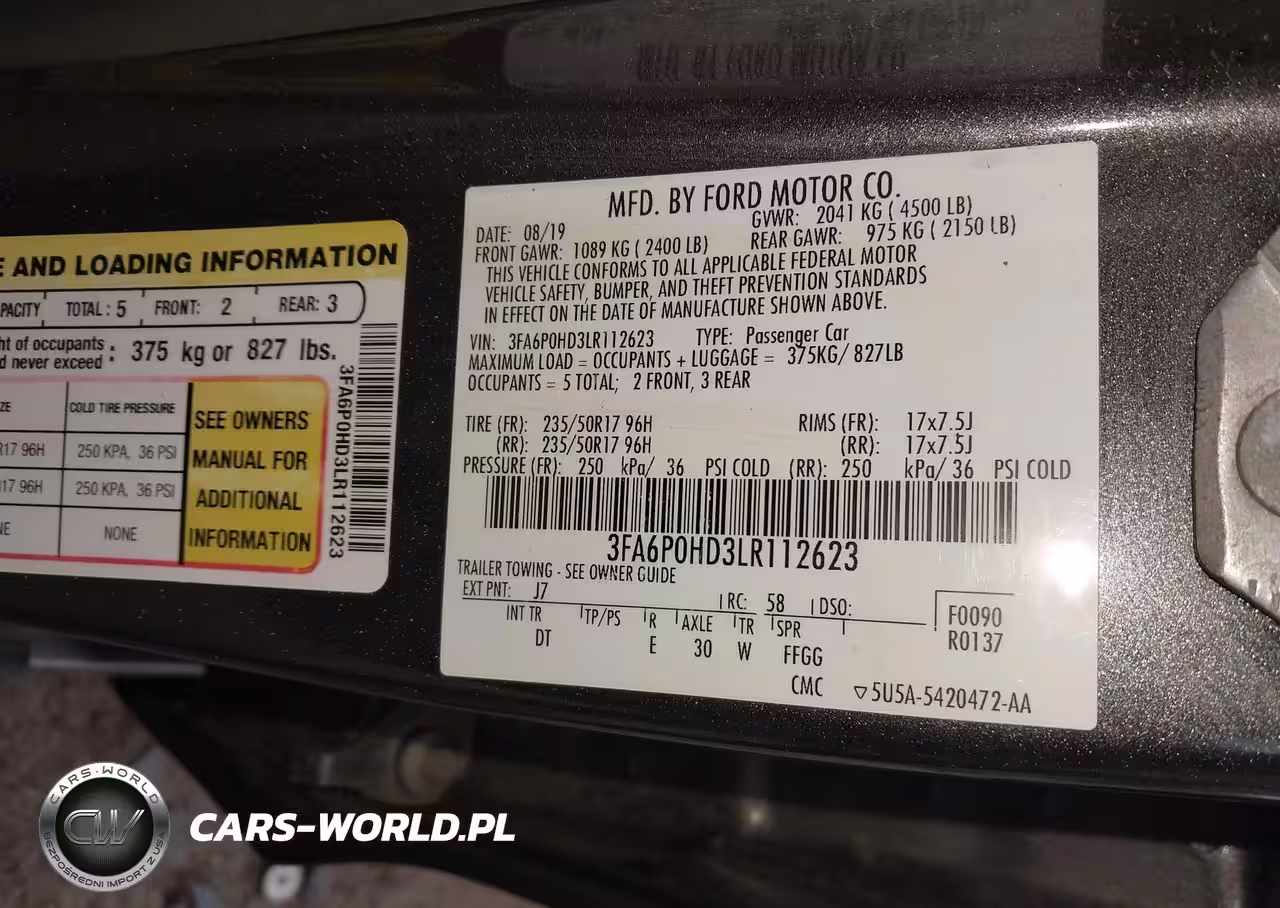 E AND LOADING INFORMATION
PACITY TOTAL : 5 FRONT: 2 REAR: 3
ht of occupants
d never exceed : 375 kg or 827 lbs.
ZE COLD TIRE PRESSURE
R17 96H 250 KPA, 36 PSI
17 96H 250 KPA, 36 PSI
NE NONE
SEE OWNERS
MANUAL FOR
ADDITIONAL
INFORMATION
3FA6P0HD3LR112623
MFD. BY FORD MOTOR CO.
DATE: 08/19 GVWR: 2041 KG ( 4500 LB)
FRONT GAWR: 1089 KG ( 2400 LB) REAR GAWR: 975 KG ( 2150 LB)
THIS VEHICLE CONFORMS TO ALL APPLICABLE FEDERAL MOTOR
VEHICLE SAFETY, BUMPER, AND THEFT PREVENTION STANDARDS
IN EFFECT ON THE DATE OF MANUFACTURE SHOWN ABOVE.
VIN: 3FA6P0HD3LR112623 TYPE: Passenger Car
MAXIMUM LOAD = OCCUPANTS + LUGGAGE = 375KG/ 827LB
OCCUPANTS = 5 TOTAL; 2 FRONT, 3 REAR
TIRE (FR): 235/50R17 96H RIMS (FR): 17x7.5J
(RR): 235/50R17 96H (RR): 17x7.5J
PRESSURE (FR): 250 kPa/ 36 PSI COLD (RR): 250 kPa/ 36 PSI COLD
3FA6P0HD3LR112623
TRAILER TOWING - SEE OWNER GUIDE
EXT PNT: J7 RC: 58 DSO:
INT TR TP/PS R AXLE TR SPR
DT E 30 W FFGG
CMC
F0090
R0137
▽5U5A-5420472-AA
CARS-WORLD
CW
BEZPOŚREDNI IMPORT Z USA
CARS-WORLD.PL